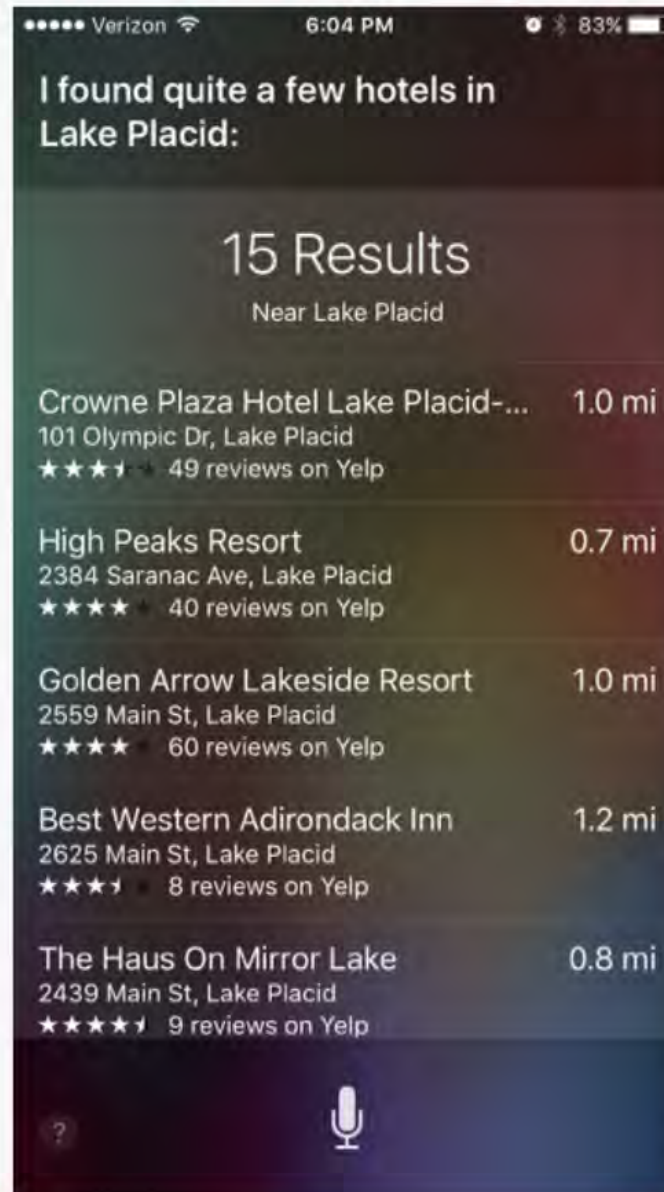 Verizon 6:04 PM 83%
I found quite a few hotels in
Lake Placid:
15 Results
Near Lake Placid
Crowne Plaza Hotel Lake Placid-... 1.0 mi
101 Olympic Dr, Lake Placid
49 reviews on Yelp
High Peaks Resort 0.7 mi
2384 Saranac Ave, Lake Placid
40 reviews on Yelp
Golden Arrow Lakeside Resort 1.0 mi
2559 Main St, Lake Placid
60 reviews on Yelp
Best Western Adirondack Inn 1.2 mi
2625 Main St, Lake Placid
8 reviews on Yelp
The Haus On Mirror Lake 0.8 mi
2439 Main St, Lake Placid
9 reviews on Yelp
?